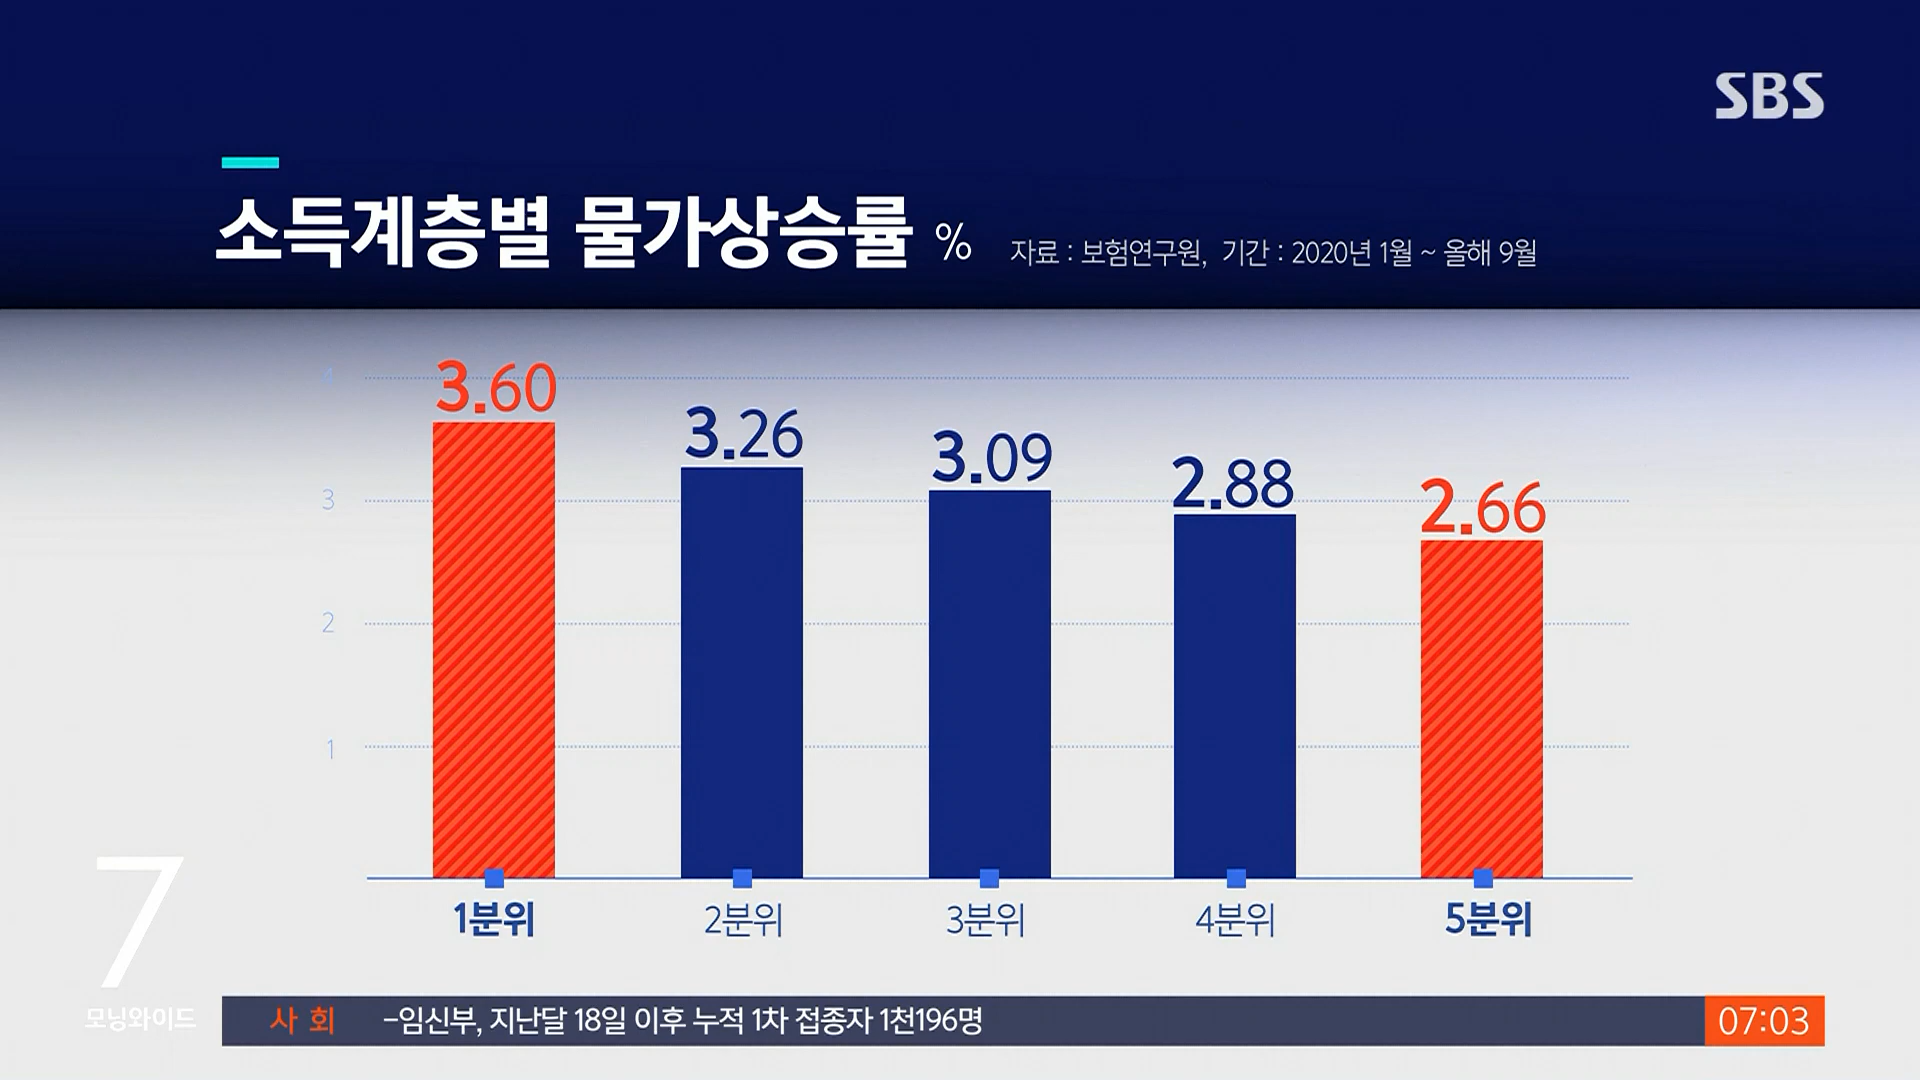 SBS
소득계층별 물가상승률 % 자료 : 보험연구원, 기간 : 2020년 1월 ~ 올해 9월
4
3
2
1
3.60
3.26
3.09
2.88
2.66
1분위 2분위 3분위 4분위 5분위
7
모닝와이드
사 회 -임신부, 지난달 18일 이후 누적 1차 접종자 1천196명 07:03